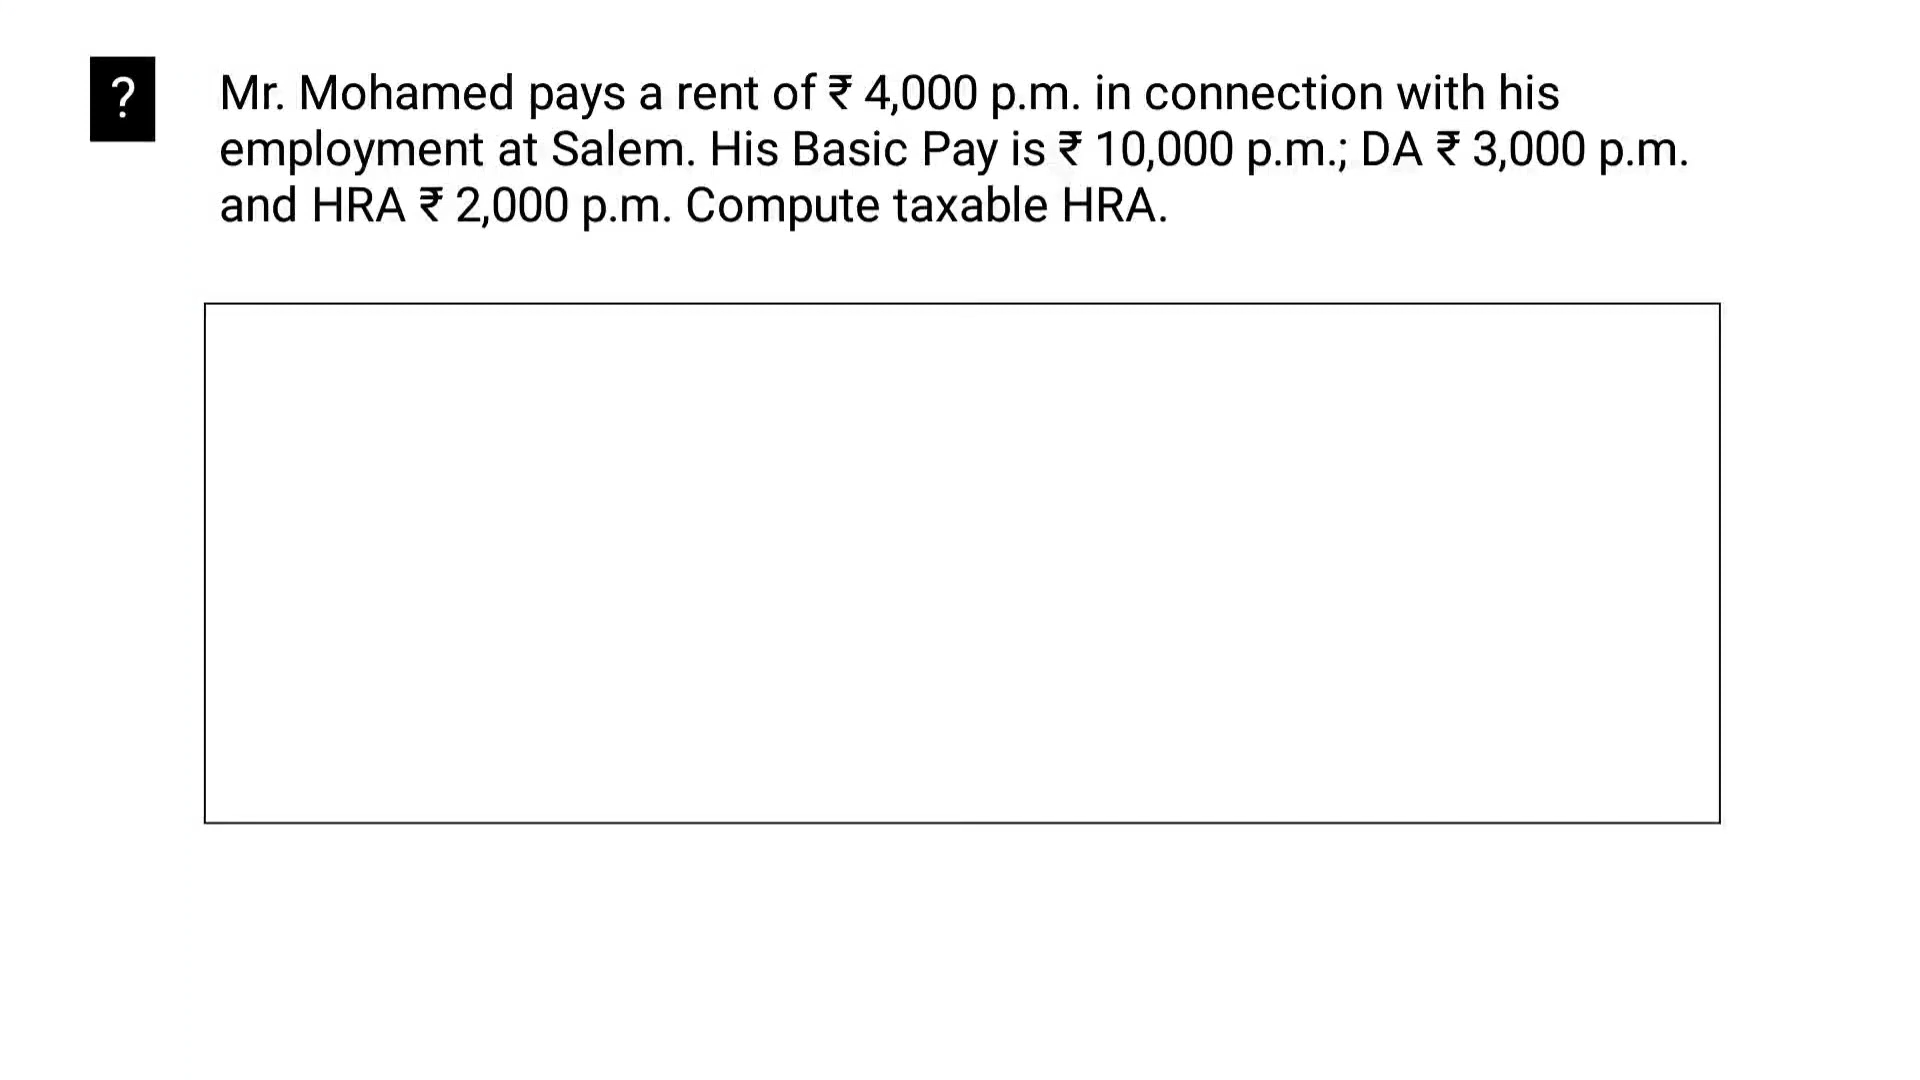 ?
Mr. Mohamed pays a rent of ₹ 4,000 p.m. in connection with his
employment at Salem. His Basic Pay is ₹ 10,000 p.m.; DA ₹ 3,000 p.m.
and HRA ₹ 2,000 p.m. Compute taxable HRA.